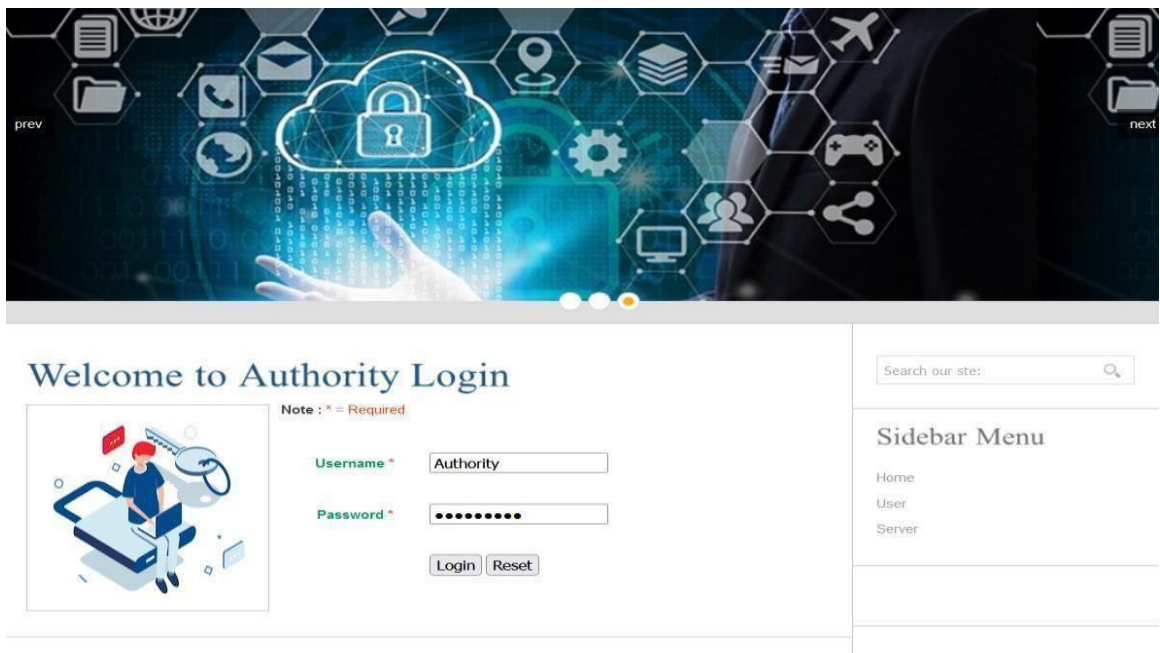 prev
next
Welcome to Authority Login
Note : * = Required
Username * Authority
Password * •••••••••
Login Reset
Search our ste:
Sidebar Menu
Home
User
Server